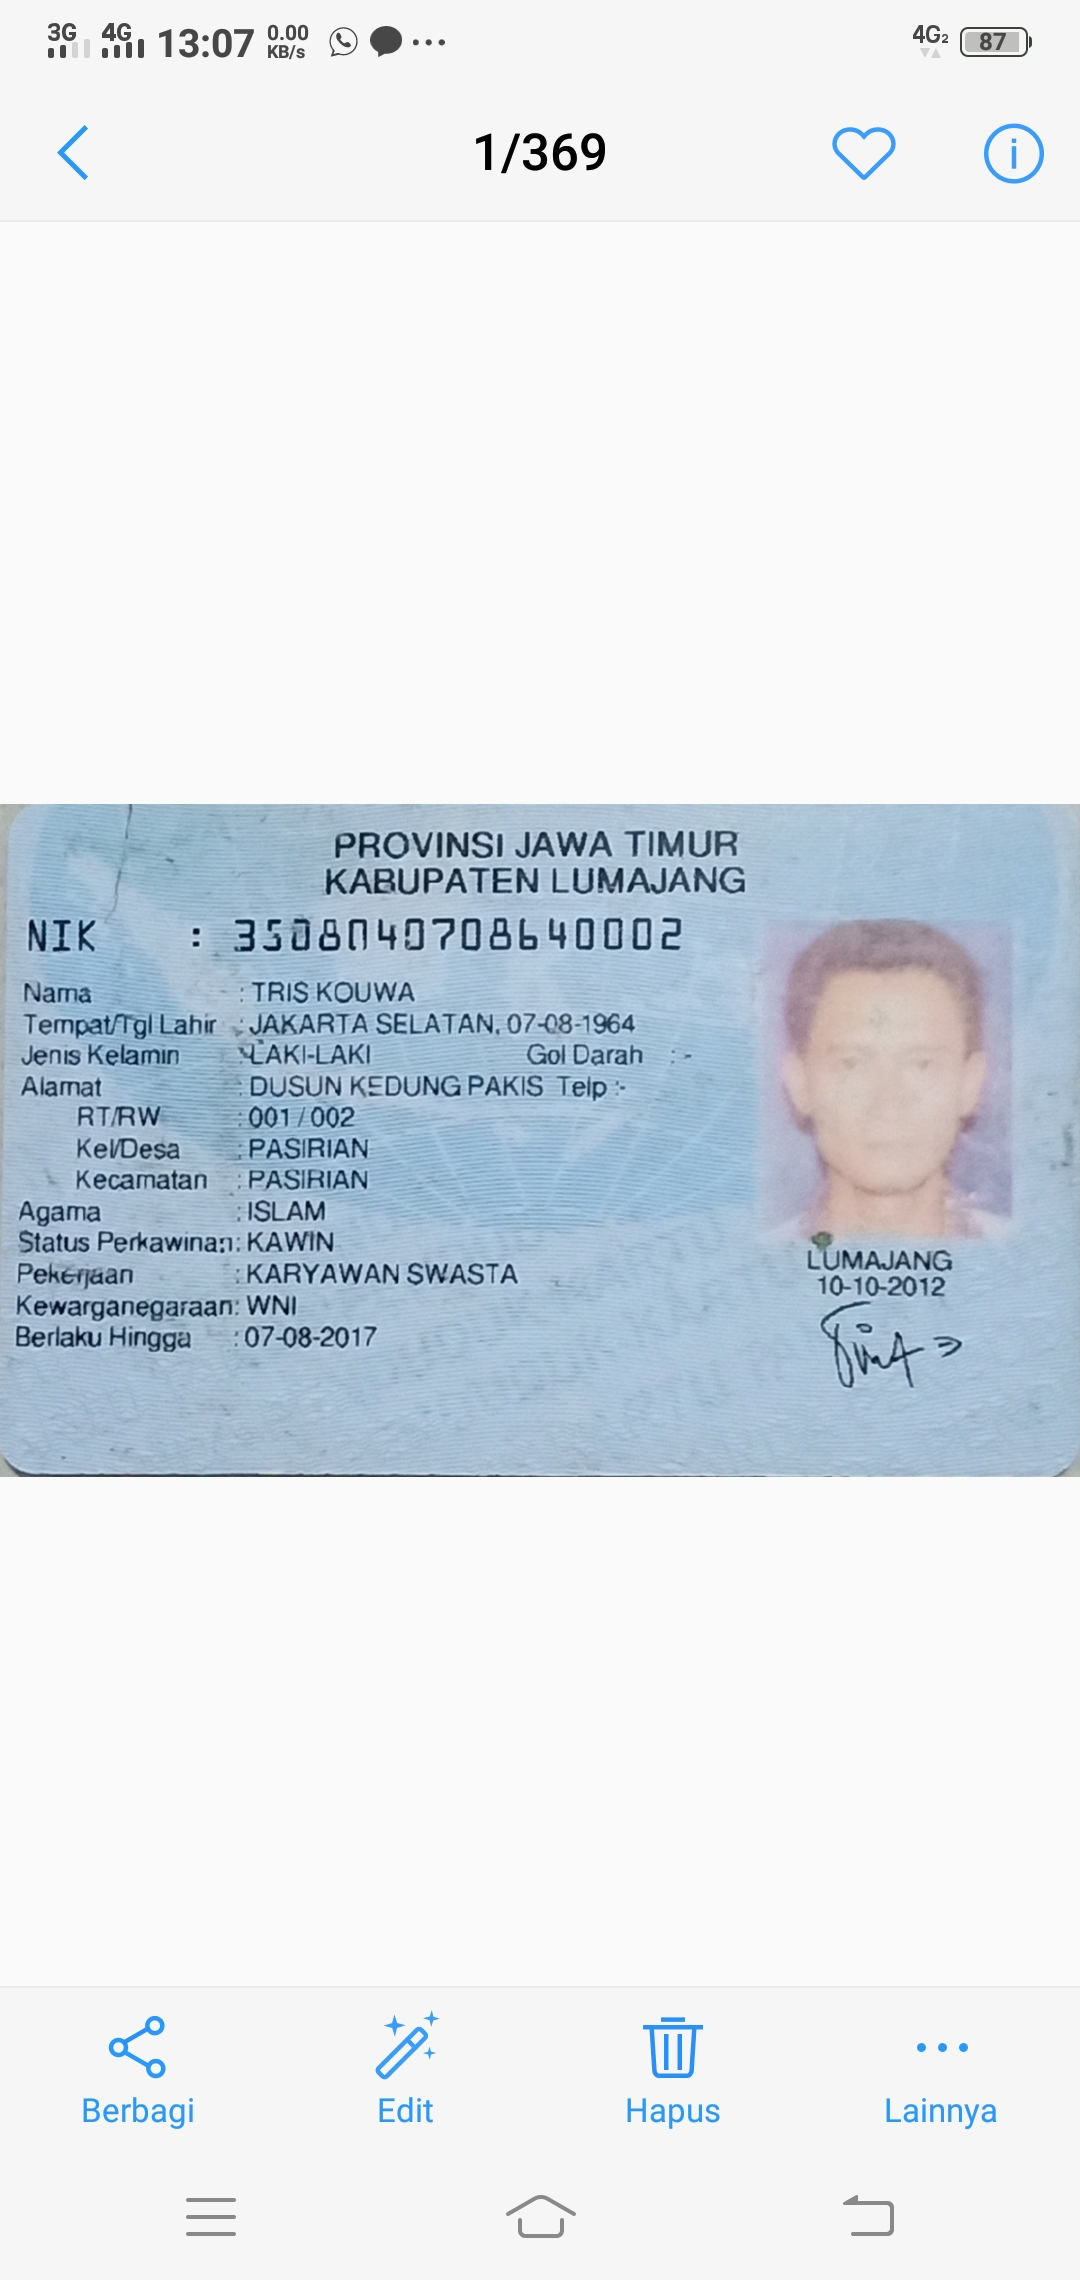 3G 4G 13:07 0.00 KB/s 4G2 87
1/369
PROVINSI JAWA TIMUR
KABUPATEN LUMAJANG
NIK : 3508040708640002
Nama : TRIS KOUWA
Tempat/Tgl Lahir : JAKARTA SELATAN, 07-08-1964
Jenis Kelamin : LAKI-LAKI Gol Darah : -
Alamat : DUSUN KEDUNG PAKIS Telp :-
RT/RW : 001 / 002
Kel/Desa : PASIRIAN
Kecamatan : PASIRIAN
Agama : ISLAM
Status Perkawinan: KAWIN
Pekerjaan : KARYAWAN SWASTA
Kewarganegaraan: WNI
Berlaku Hingga : 07-08-2017
LUMAJANG
10-10-2012
Berbagi Edit Hapus Lainnya